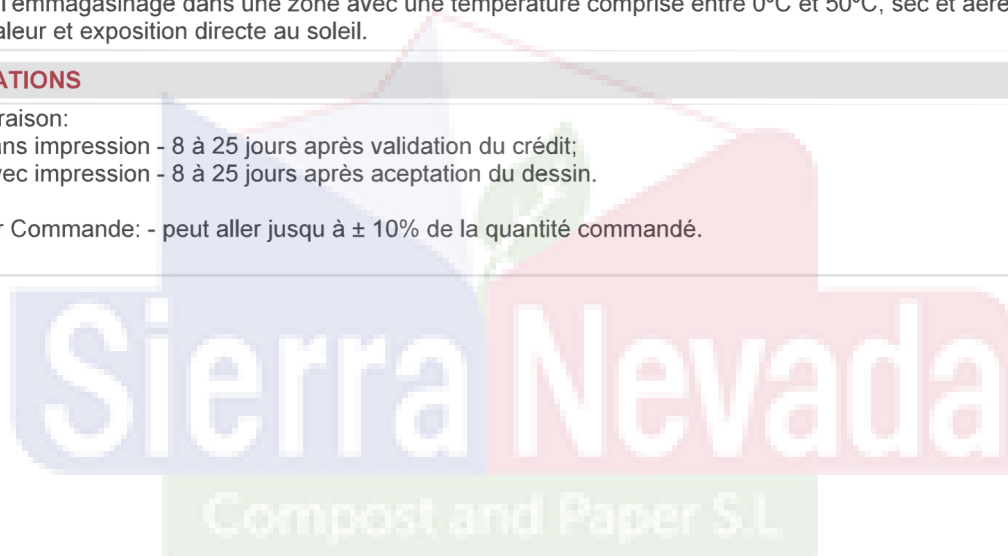 l'emmagasinage dans une zone avec une température comprise entre 0ºC et 50ºC, sec et aéré
aleur et exposition directe au soleil.
ATIONS
raison:
ans impression - 8 à 25 jours après validation du crédit;
vec impression - 8 à 25 jours après aceptation du dessin.
r Commande: - peut aller jusqu à ± 10% de la quantité commandé.
Sierra Nevada
Compost and Paper S.L